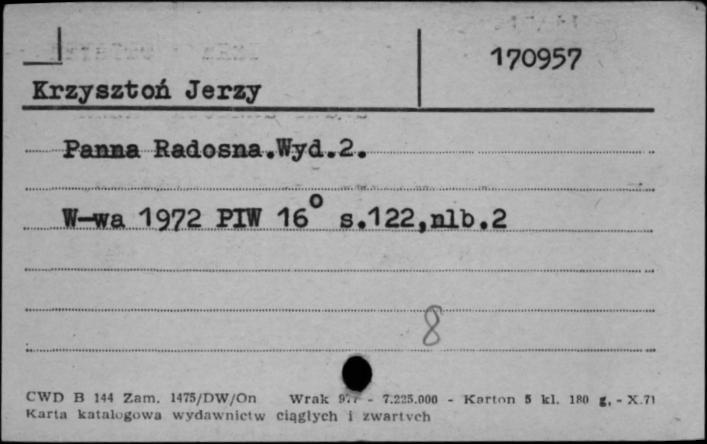 170957
Krzysztoń Jerzy
Panna Radosna.Wyd.2.
W-wa 1972 PIW 16° s.122,nlb.2
8
CWD B 144 Zam. 1475/DW/On Wrak - 7.225.000 - Karton 5 kl. 180 g, - X.71
Karta katalogowa wydawnictw ciągłych i zwartych